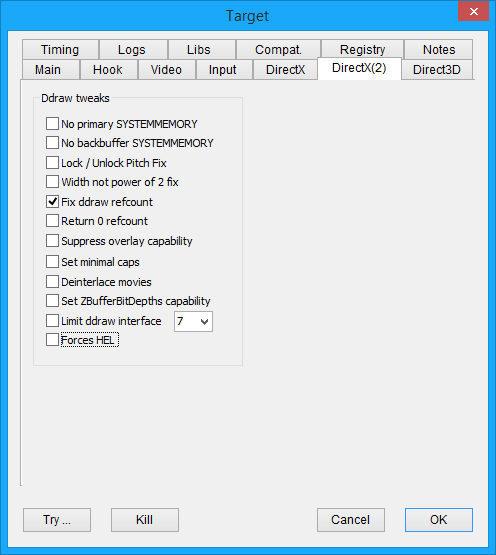 Target
Timing Logs Libs Compat. Registry Notes
Main Hook Video Input DirectX DirectX(2) Direct3D
Ddraw tweaks
No primary SYSTEMMEMORY
No backbuffer SYSTEMMEMORY
Lock / Unlock Pitch Fix
Width not power of 2 fix
Fix ddraw refcount
Return 0 refcount
Suppress overlay capability
Set minimal caps
Deinterlace movies
Set ZBufferBitDepths capability
Limit ddraw interface 7
Forces HEL
Try ... Kill Cancel OK